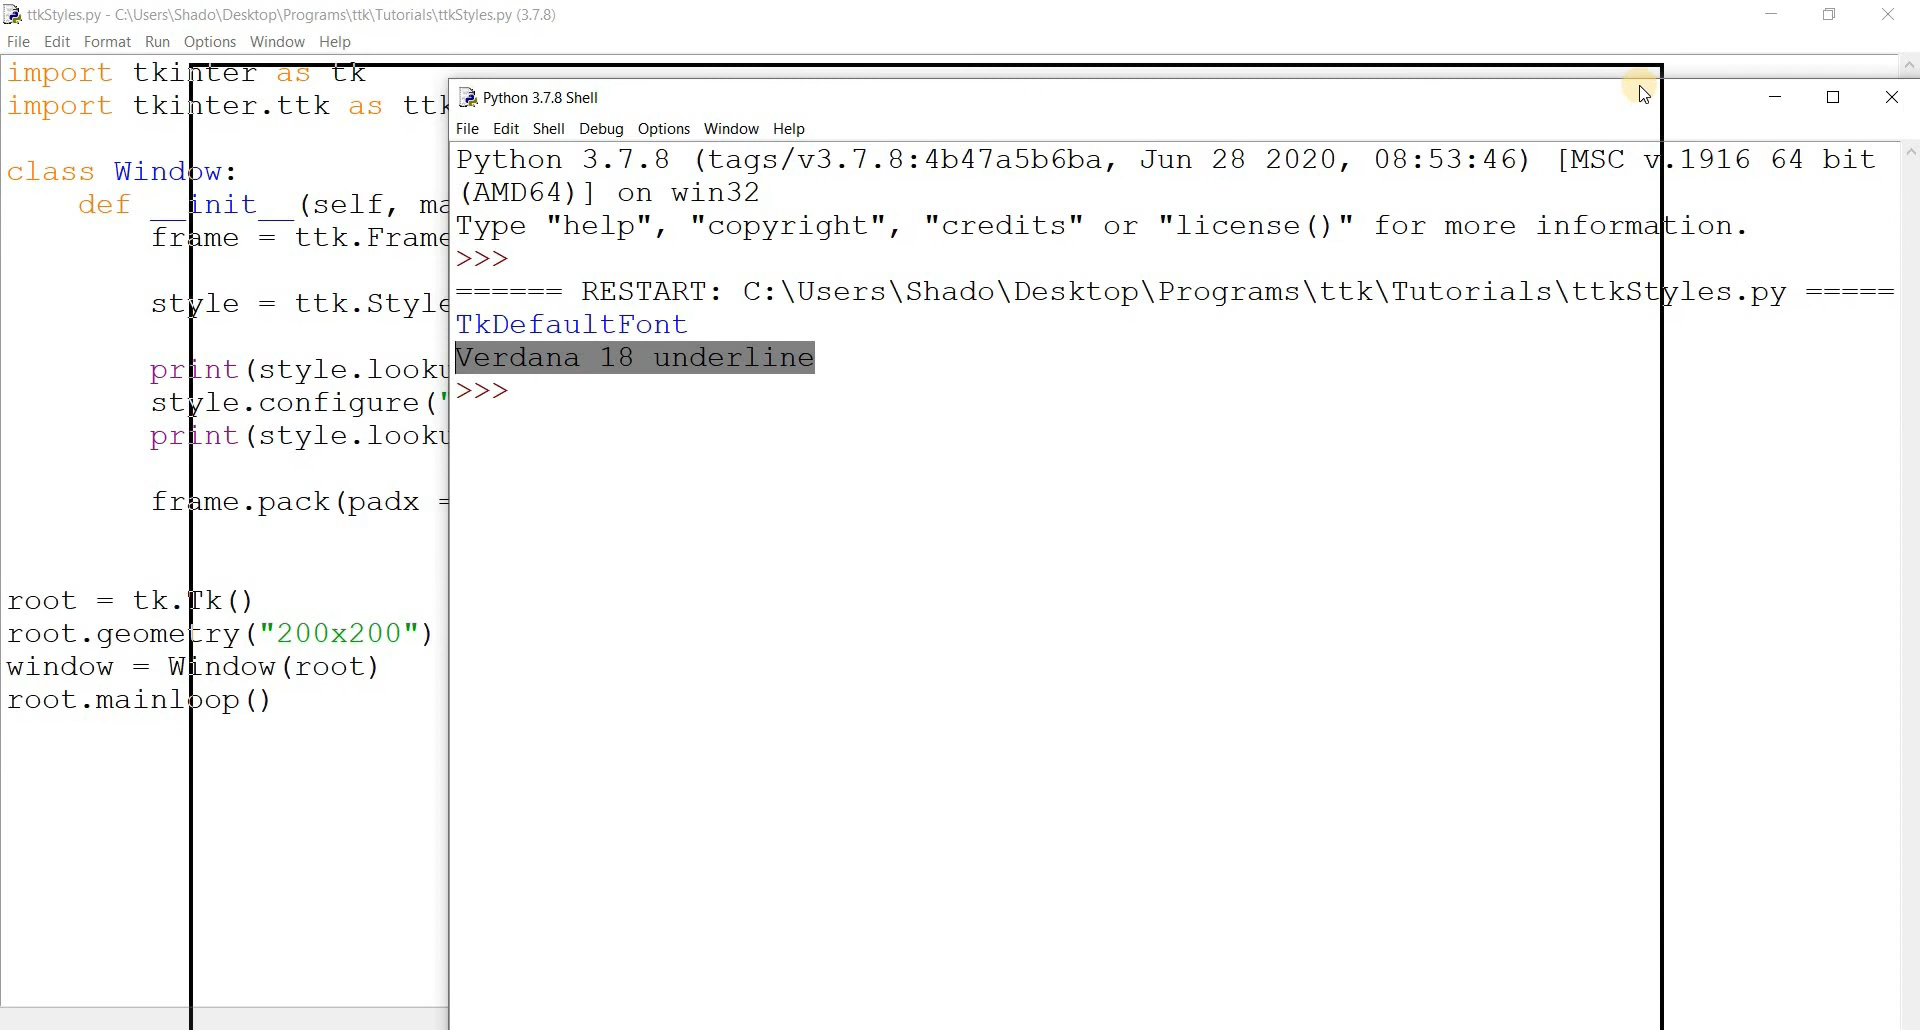 ttkStyles.py - C:\Users\Shado\Desktop\Programs\ttk\Tutorials\ttkStyles.py (3.7.8)
File Edit Format Run Options Window Help
import tkinter as tk
import tkinter.ttk as ttk
class Window:
def __init__(self, ma
frame = ttk.Frame
style = ttk.Style
print(style.looku
style.configure("
print(style.looku
frame.pack(padx =
root = tk.Tk()
root.geometry("200x200")
window = Window(root)
root.mainloop()
Python 3.7.8 Shell
File Edit Shell Debug Options Window Help
Python 3.7.8 (tags/v3.7.8:4b47a5b6ba, Jun 28 2020, 08:53:46) [MSC v.1916 64 bit
(AMD64)] on win32
Type "help", "copyright", "credits" or "license()" for more information.
>>>
====== RESTART: C:\Users\Shado\Desktop\Programs\ttk\Tutorials\ttkStyles.py =====
TkDefaultFont
Verdana 18 underline
>>>